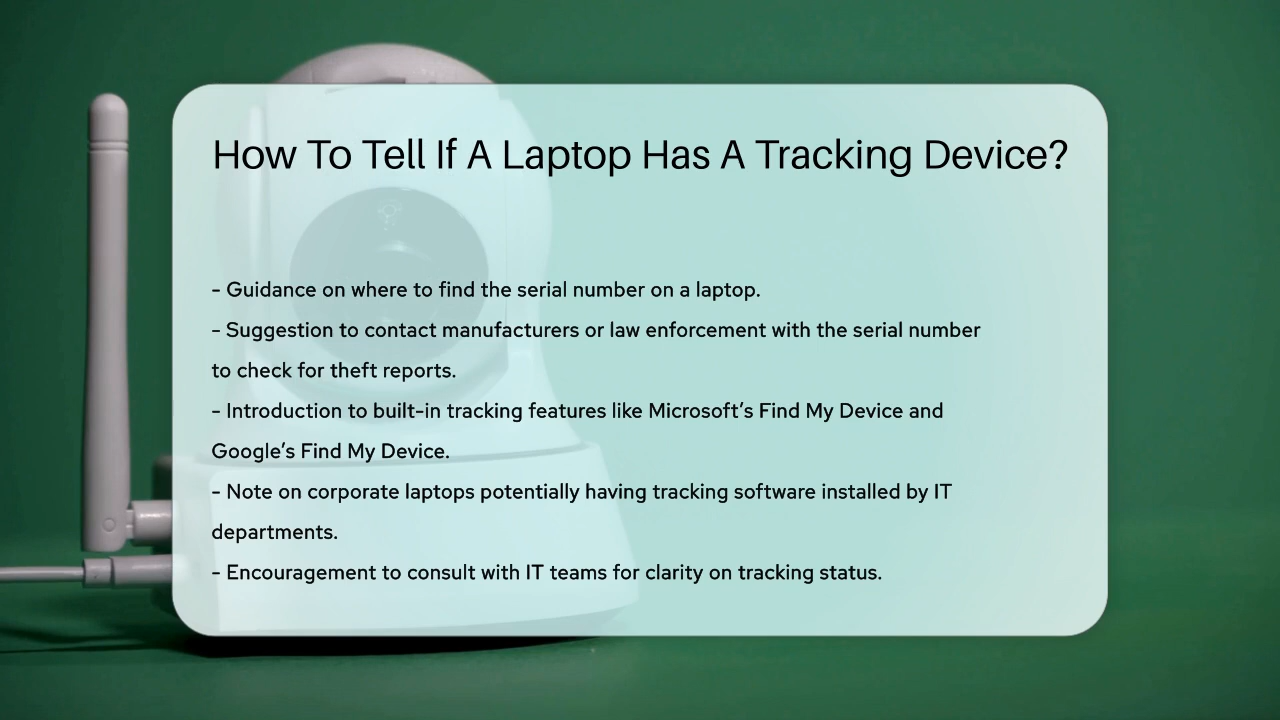 How To Tell If A Laptop Has A Tracking Device?
- Guidance on where to find the serial number on a laptop.
- Suggestion to contact manufacturers or law enforcement with the serial number
to check for theft reports.
- Introduction to built-in tracking features like Microsoft’s Find My Device and
Google’s Find My Device.
- Note on corporate laptops potentially having tracking software installed by IT
departments.
- Encouragement to consult with IT teams for clarity on tracking status.